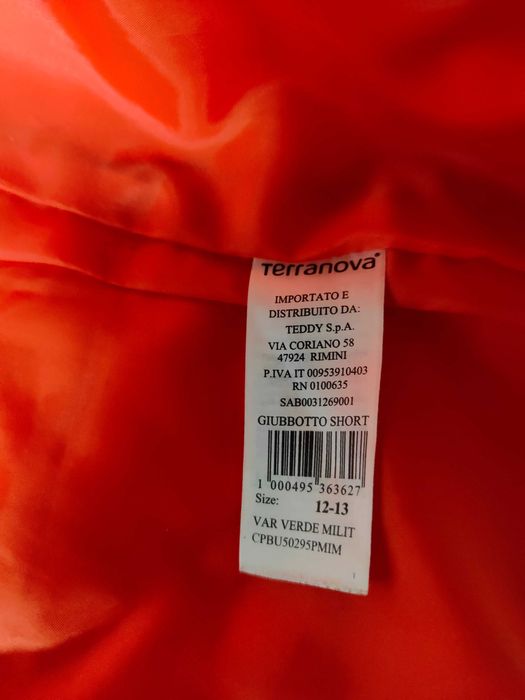 Terranova
IMPORTATO E
DISTRIBUITO DA:
TEDDY S.p.A.
VIA CORIANO 58
47924 RIMINI
P.IVA IT 00953910403
RN 0100635
SAB0031269001
GIUBBOTTO SHORT
1 000495 363627
Size: 12-13
VAR VERDE MILIT
CPBU50295PMIM
1